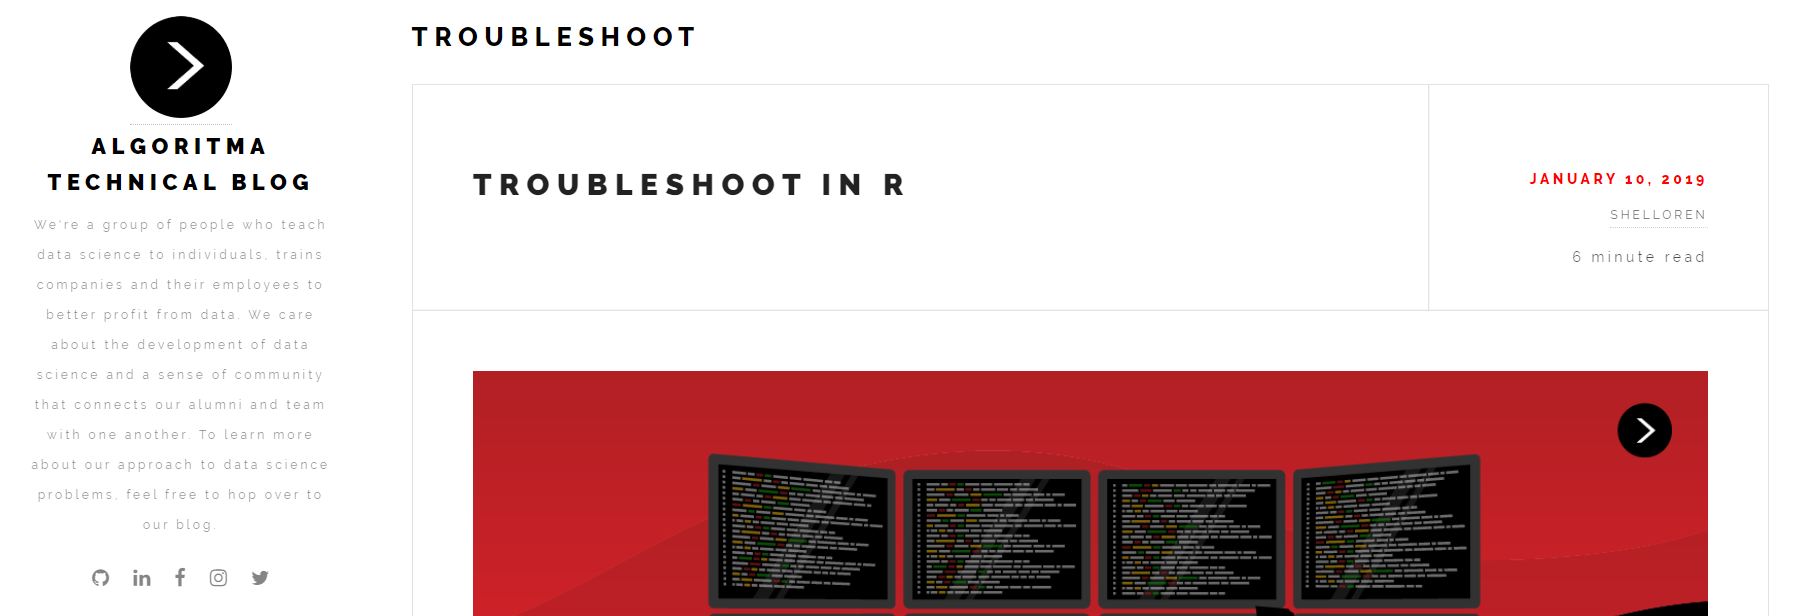 ALGORITMA
TECHNICAL BLOG
We're a group of people who teach
data science to individuals, trains
companies and their employees to
better profit from data. We care
about the development of data
science and a sense of community
that connects our alumni and team
with one another. To learn more
about our approach to data science
problems, feel free to hop over to
our blog.
TROUBLESHOOT
TROUBLESHOOT IN R
JANUARY 10, 2019
SHELLOREN
6 minute read